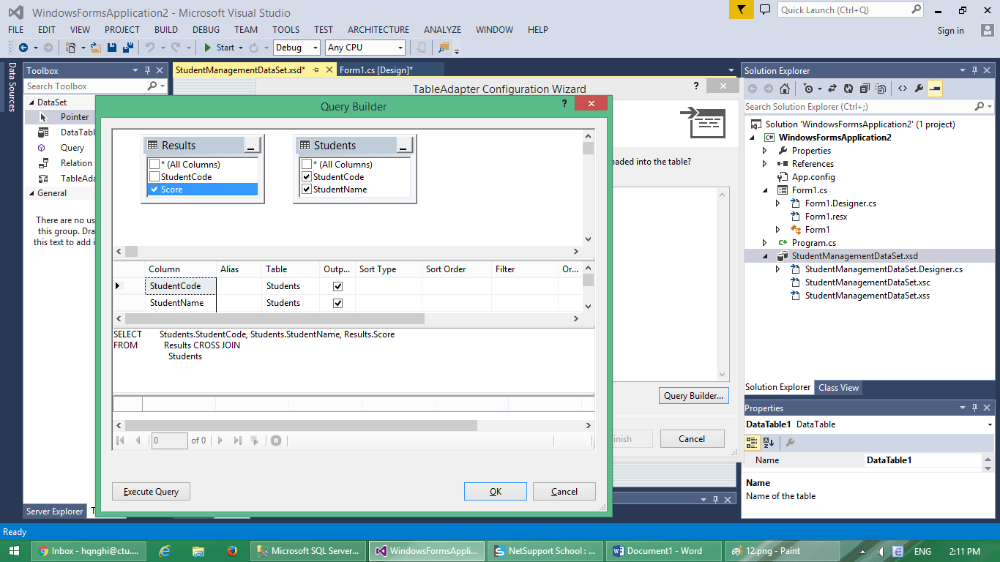 WindowsFormsApplication2 - Microsoft Visual Studio
Quick Launch (Ctrl+Q)
FILE EDIT VIEW PROJECT BUILD DEBUG TEAM TOOLS TEST ARCHITECTURE ANALYZE WINDOW HELP
Sign in
Start Debug Any CPU
Data Sources
Toolbox
Search Toolbox
DataSet
Pointer
DataTabl
Query
Relation
TableAda
General
There are no us
this group. Dra
this text to add i
Server Explorer T
StudentManagementDataSet.xsd* Form1.cs [Design]*
TableAdapter Configuration Wizard
?
oaded into the table?
Query Builder...
inish Cancel
Query Builder
?
Results
* (All Columns)
StudentCode
Score
Students
* (All Columns)
StudentCode
StudentName
Column Alias Table Outp... Sort Type Sort Order Filter Or...
StudentCode Students
StudentName Students
SELECT Students.StudentCode, Students.StudentName, Results.Score
FROM Results CROSS JOIN
Students
0 of 0
Execute Query OK Cancel
Solution Explorer
Search Solution Explorer (Ctrl+;)
Solution 'WindowsFormsApplication2' (1 project)
C# WindowsFormsApplication2
Properties
References
App.config
Form1.cs
Form1.Designer.cs
Form1.resx
Form1
C# Program.cs
StudentManagementDataSet.xsd
StudentManagementDataSet.Designer.cs
StudentManagementDataSet.xsc
StudentManagementDataSet.xss
Solution Explorer Class View
Properties
DataTable1 DataTable
Name DataTable1
Name
Name of the table
Ready
Inbox - hqnghi@ctu.... Microsoft SQL Server... WindowsFormsAppli... NetSupport School : ... Document1 - Word 12.png - Paint ENG 2:11 PM